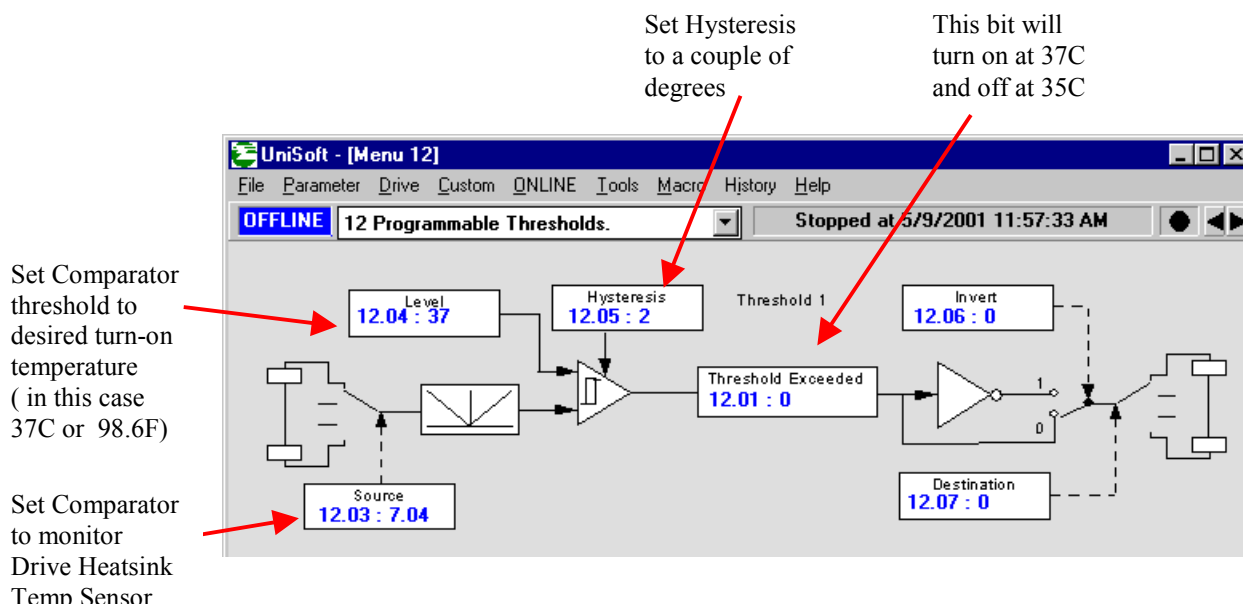 Set Hysteresis
to a couple of
degrees
This bit will
turn on at 37C
and off at 35C
UniSoft - [Menu 12]
File Parameter Drive Custom ONLINE Tools Macro History Help
OFFLINE 12 Programmable Thresholds. Stopped at 5/9/2001 11:57:33 AM
Set Comparator
threshold to
desired turn-on
temperature
( in this case
37C or 98.6F)
Level
12.04 : 37
Hysteresis
12.05 : 2
Threshold 1
Invert
12.06 : 0
Threshold Exceeded
12.01 : 0
1
0
Source
12.03 : 7.04
Destination
12.07 : 0
Set Comparator
to monitor
Drive Heatsink
Temp Sensor